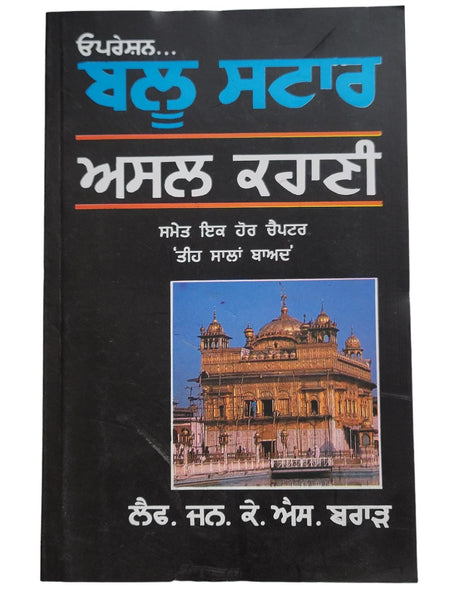 ਓਪਰੇਸ਼ਨ...
ਬਲੂ ਸਟਾਰ
ਅਸਲ ਕਹਾਣੀ
ਸਮੇਤ ਇਕ ਹੋਰ ਚੈਪਟਰ
'ਤੀਹ ਸਾਲਾਂ ਬਾਅਦ'
ਲੈਫ. ਜਨ. ਕੇ. ਐਸ. ਬਰਾੜ